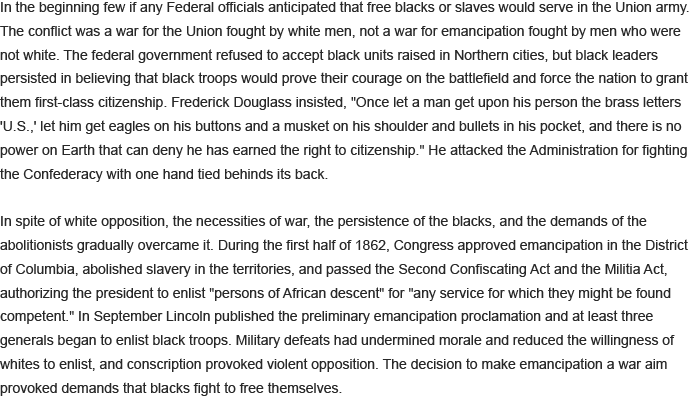 In the beginning few if any Federal officials anticipated that free blacks or slaves would serve in the Union army.
The conflict was a war for the Union fought by white men, not a war for emancipation fought by men who were
not white. The federal government refused to accept black units raised in Northern cities, but black leaders
persisted in believing that black troops would prove their courage on the battlefield and force the nation to grant
them first-class citizenship. Frederick Douglass insisted, "Once let a man get upon his person the brass letters
'U.S.,' let him get eagles on his buttons and a musket on his shoulder and bullets in his pocket, and there is no
power on Earth that can deny he has earned the right to citizenship." He attacked the Administration for fighting
the Confederacy with one hand tied behinds its back.

In spite of white opposition, the necessities of war, the persistence of the blacks, and the demands of the
abolitionists gradually overcame it. During the first half of 1862, Congress approved emancipation in the District
of Columbia, abolished slavery in the territories, and passed the Second Confiscating Act and the Militia Act,
authorizing the president to enlist "persons of African descent" for "any service for which they might be found
competent." In September Lincoln published the preliminary emancipation proclamation and at least three
generals began to enlist black troops. Military defeats had undermined morale and reduced the willingness of
whites to enlist, and conscription provoked violent opposition. The decision to make emancipation a war aim
provoked demands that blacks fight to free themselves.